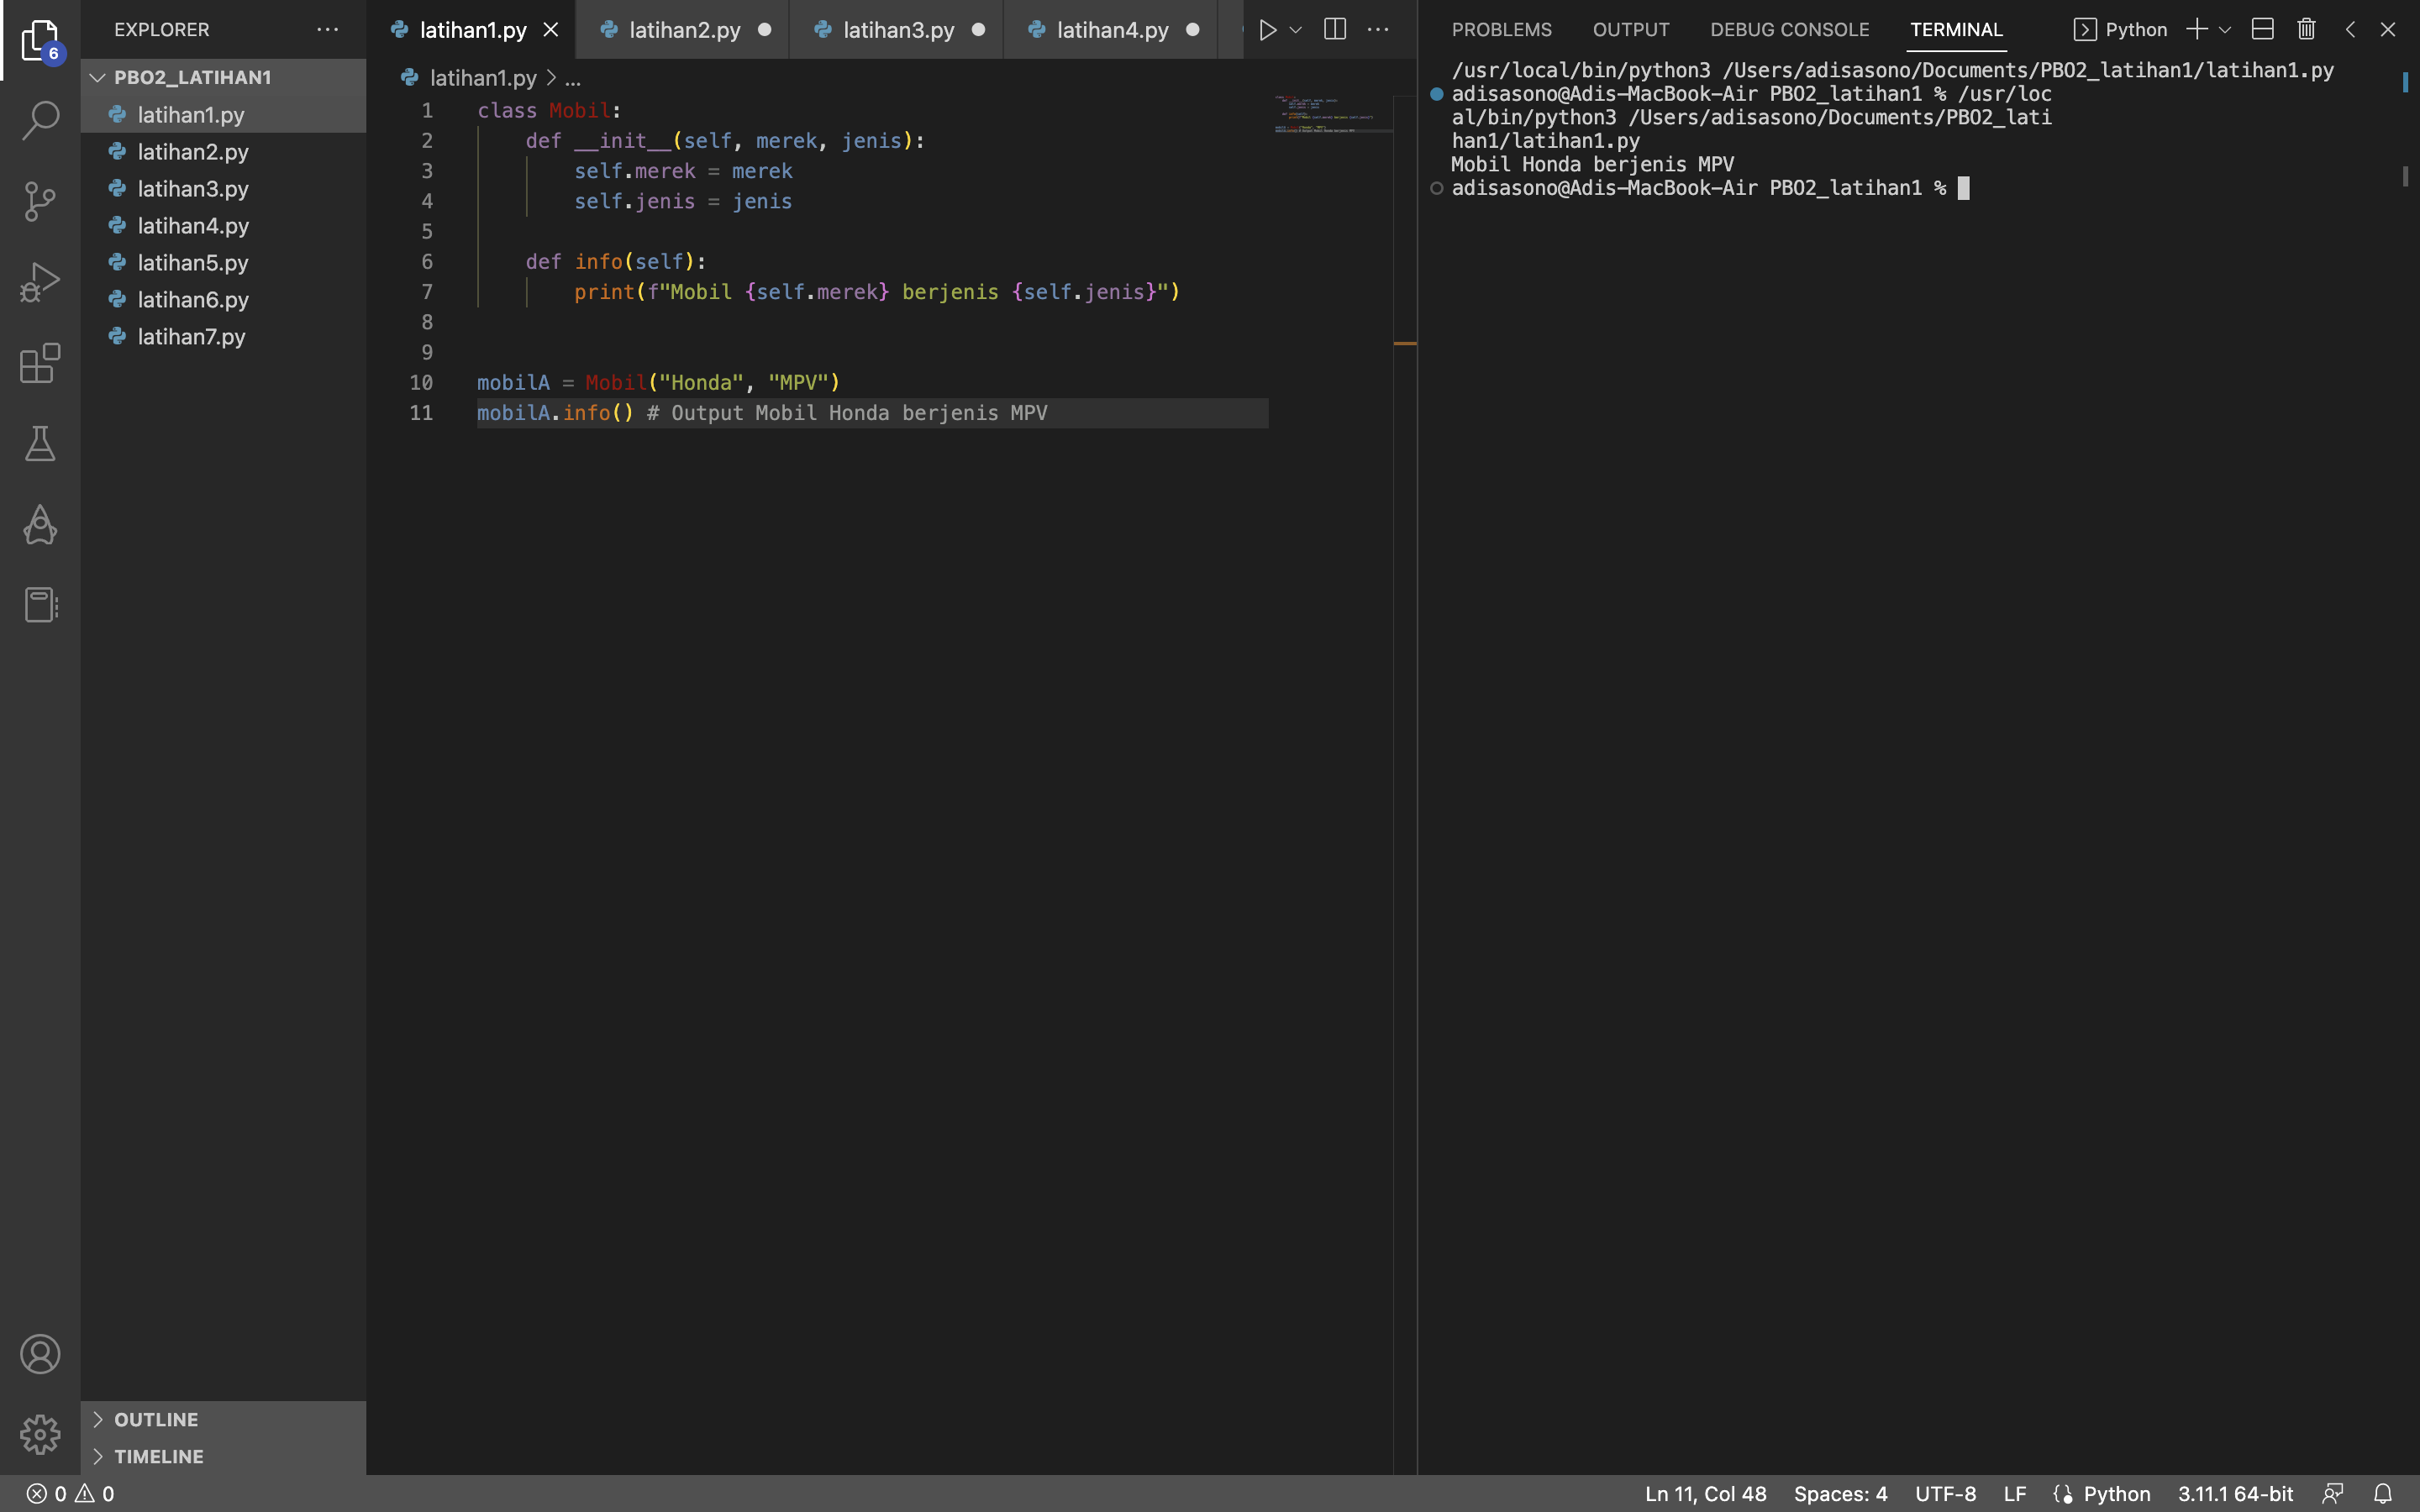 EXPLORER
6
PBO2_LATIHAN1
latihan1.py
latihan2.py
latihan3.py
latihan4.py
latihan5.py
latihan6.py
latihan7.py
OUTLINE
TIMELINE
latihan1.py latihan2.py latihan3.py latihan4.py
latihan1.py > ...
1 class Mobil:
2     def __init__(self, merek, jenis):
3         self.merek = merek
4         self.jenis = jenis
5
6     def info(self):
7         print(f"Mobil {self.merek} berjenis {self.jenis}")
8
9
10 mobilA = Mobil("Honda", "MPV")
11 mobilA.info() # Output Mobil Honda berjenis MPV
PROBLEMS OUTPUT DEBUG CONSOLE TERMINAL Python
/usr/local/bin/python3 /Users/adisasono/Documents/PBO2_latihan1/latihan1.py
adisasono@Adis-MacBook-Air PBO2_latihan1 % /usr/loc
al/bin/python3 /Users/adisasono/Documents/PBO2_lati
han1/latihan1.py
Mobil Honda berjenis MPV
adisasono@Adis-MacBook-Air PBO2_latihan1 %
0 0 Ln 11, Col 48 Spaces: 4 UTF-8 LF Python 3.11.1 64-bit